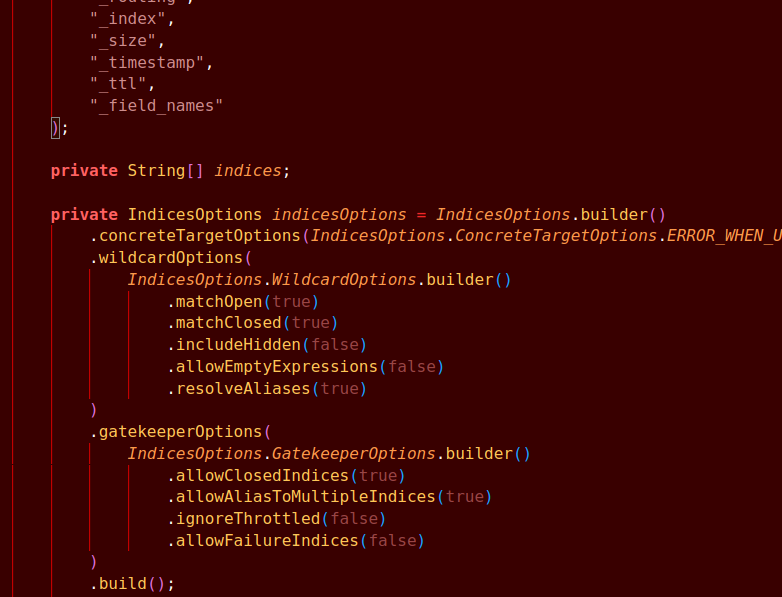 "_routing",
"_index",
"_size",
"_timestamp",
"_ttl",
"_field_names"
);
private String[] indices;
private IndicesOptions indicesOptions = IndicesOptions.builder()
.concreteTargetOptions(IndicesOptions.ConcreteTargetOptions.ERROR_WHEN_U
.wildcardOptions(
IndicesOptions.WildcardOptions.builder()
.matchOpen(true)
.matchClosed(true)
.includeHidden(false)
.allowEmptyExpressions(false)
.resolveAliases(true)
)
.gatekeeperOptions(
IndicesOptions.GatekeeperOptions.builder()
.allowClosedIndices(true)
.allowAliasToMultipleIndices(true)
.ignoreThrottled(false)
.allowFailureIndices(false)
)
.build();